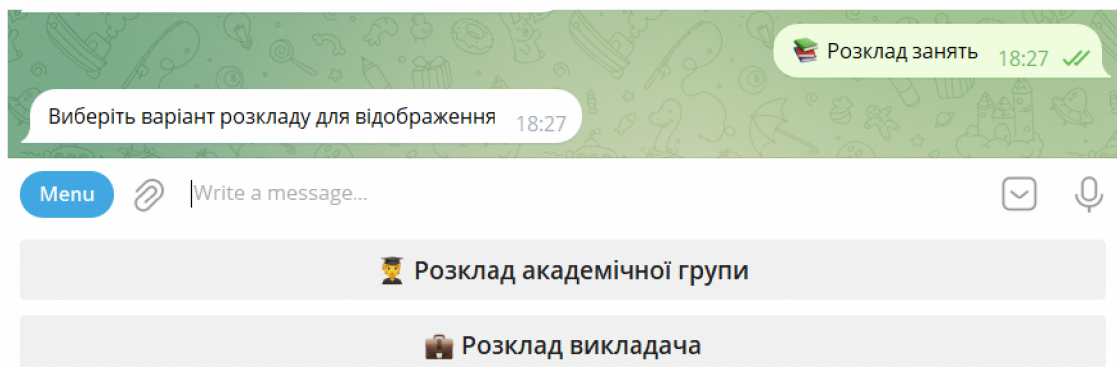 📚 Розклад занять 18:27
Виберіть варіант розкладу для відображення 18:27
Menu Write a message...
👨‍🎓 Розклад академічної групи
💼 Розклад викладача